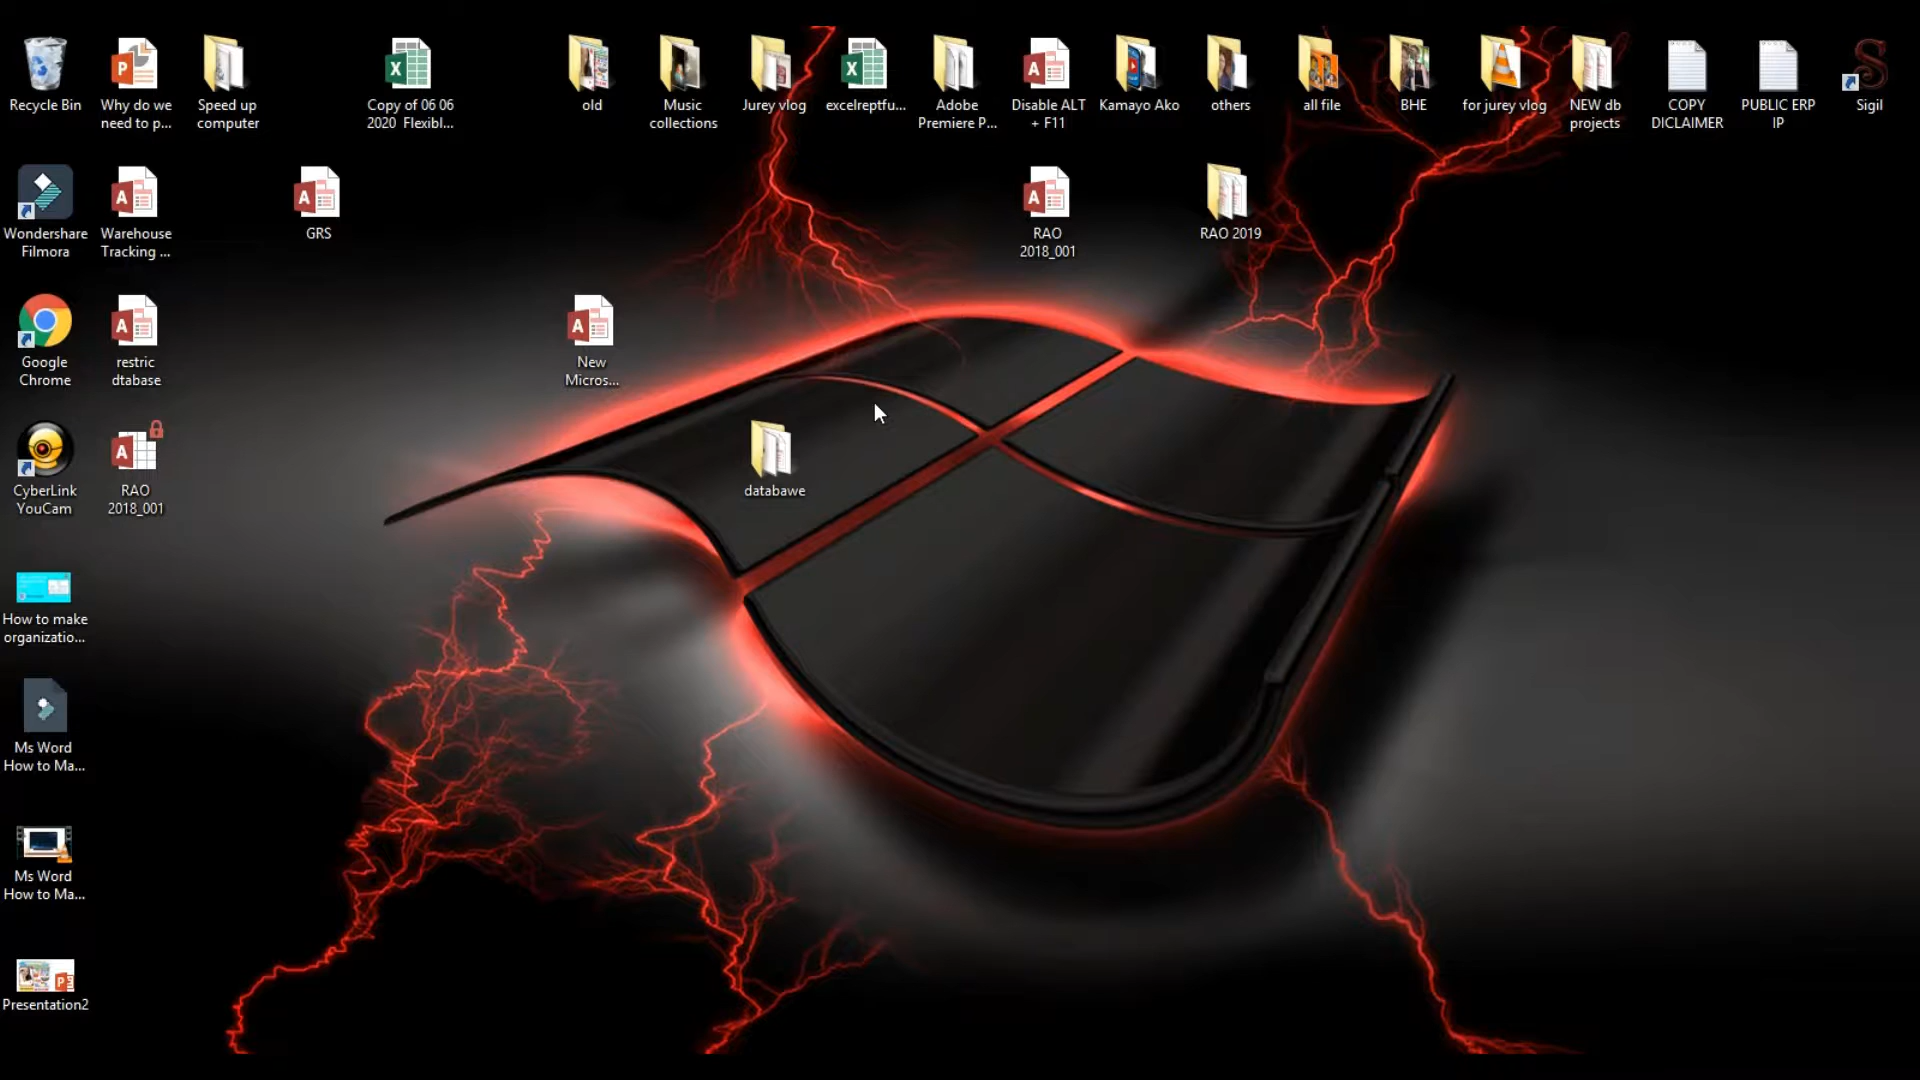 Recycle Bin
Why do we
need to p...
Speed up
computer
Copy of 06 06
2020  Flexibl...
old
Music
collections
Jurey vlog
excelreptfu...
Adobe
Premiere P...
Disable ALT
+ F11
Kamayo Ako
others
all file
BHE
for jurey vlog
NEW db
projects
COPY
DICLAIMER
PUBLIC ERP
IP
Sigil
Wondershare
Filmora
Warehouse
Tracking ...
GRS
RAO
2018_001
RAO 2019
Google
Chrome
restric
dtabase
New
Micros...
CyberLink
YouCam
RAO
2018_001
databawe
How to make
organizatio...
Ms Word
How to Ma...
Ms Word
How to Ma...
Presentation2